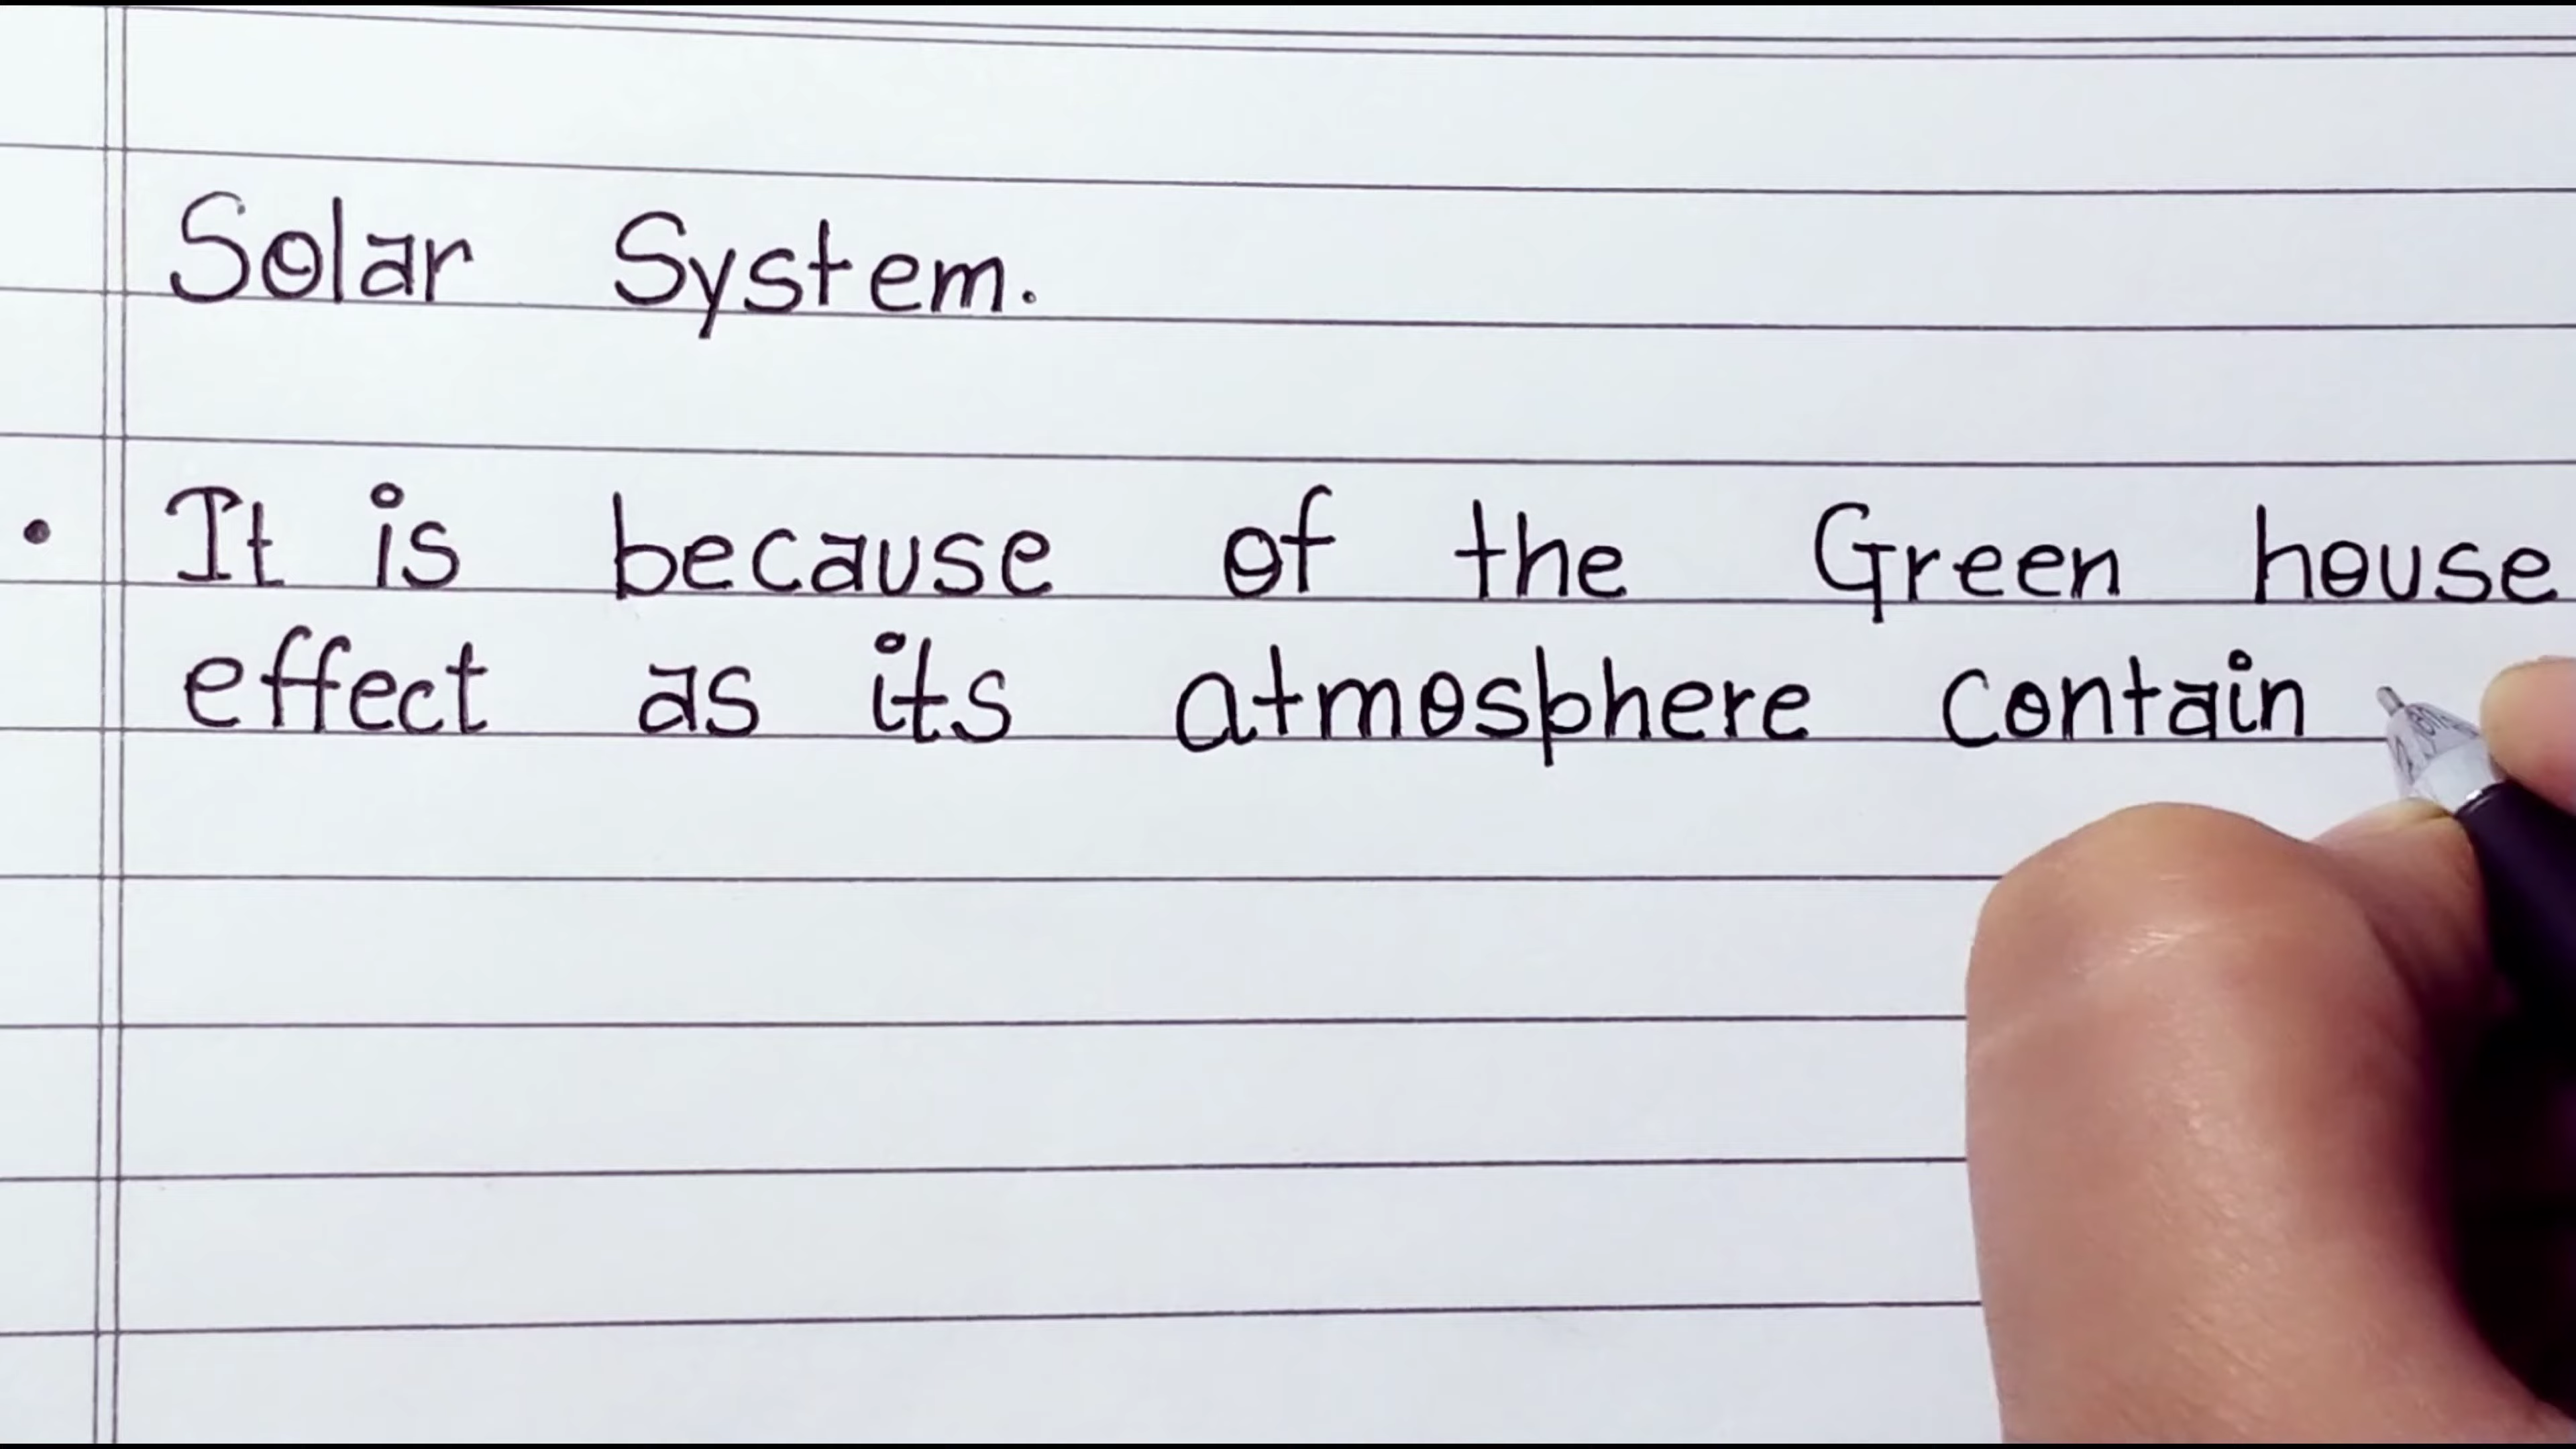 Solar System.
• It is because of the Green house
effect as its atmosphere contain